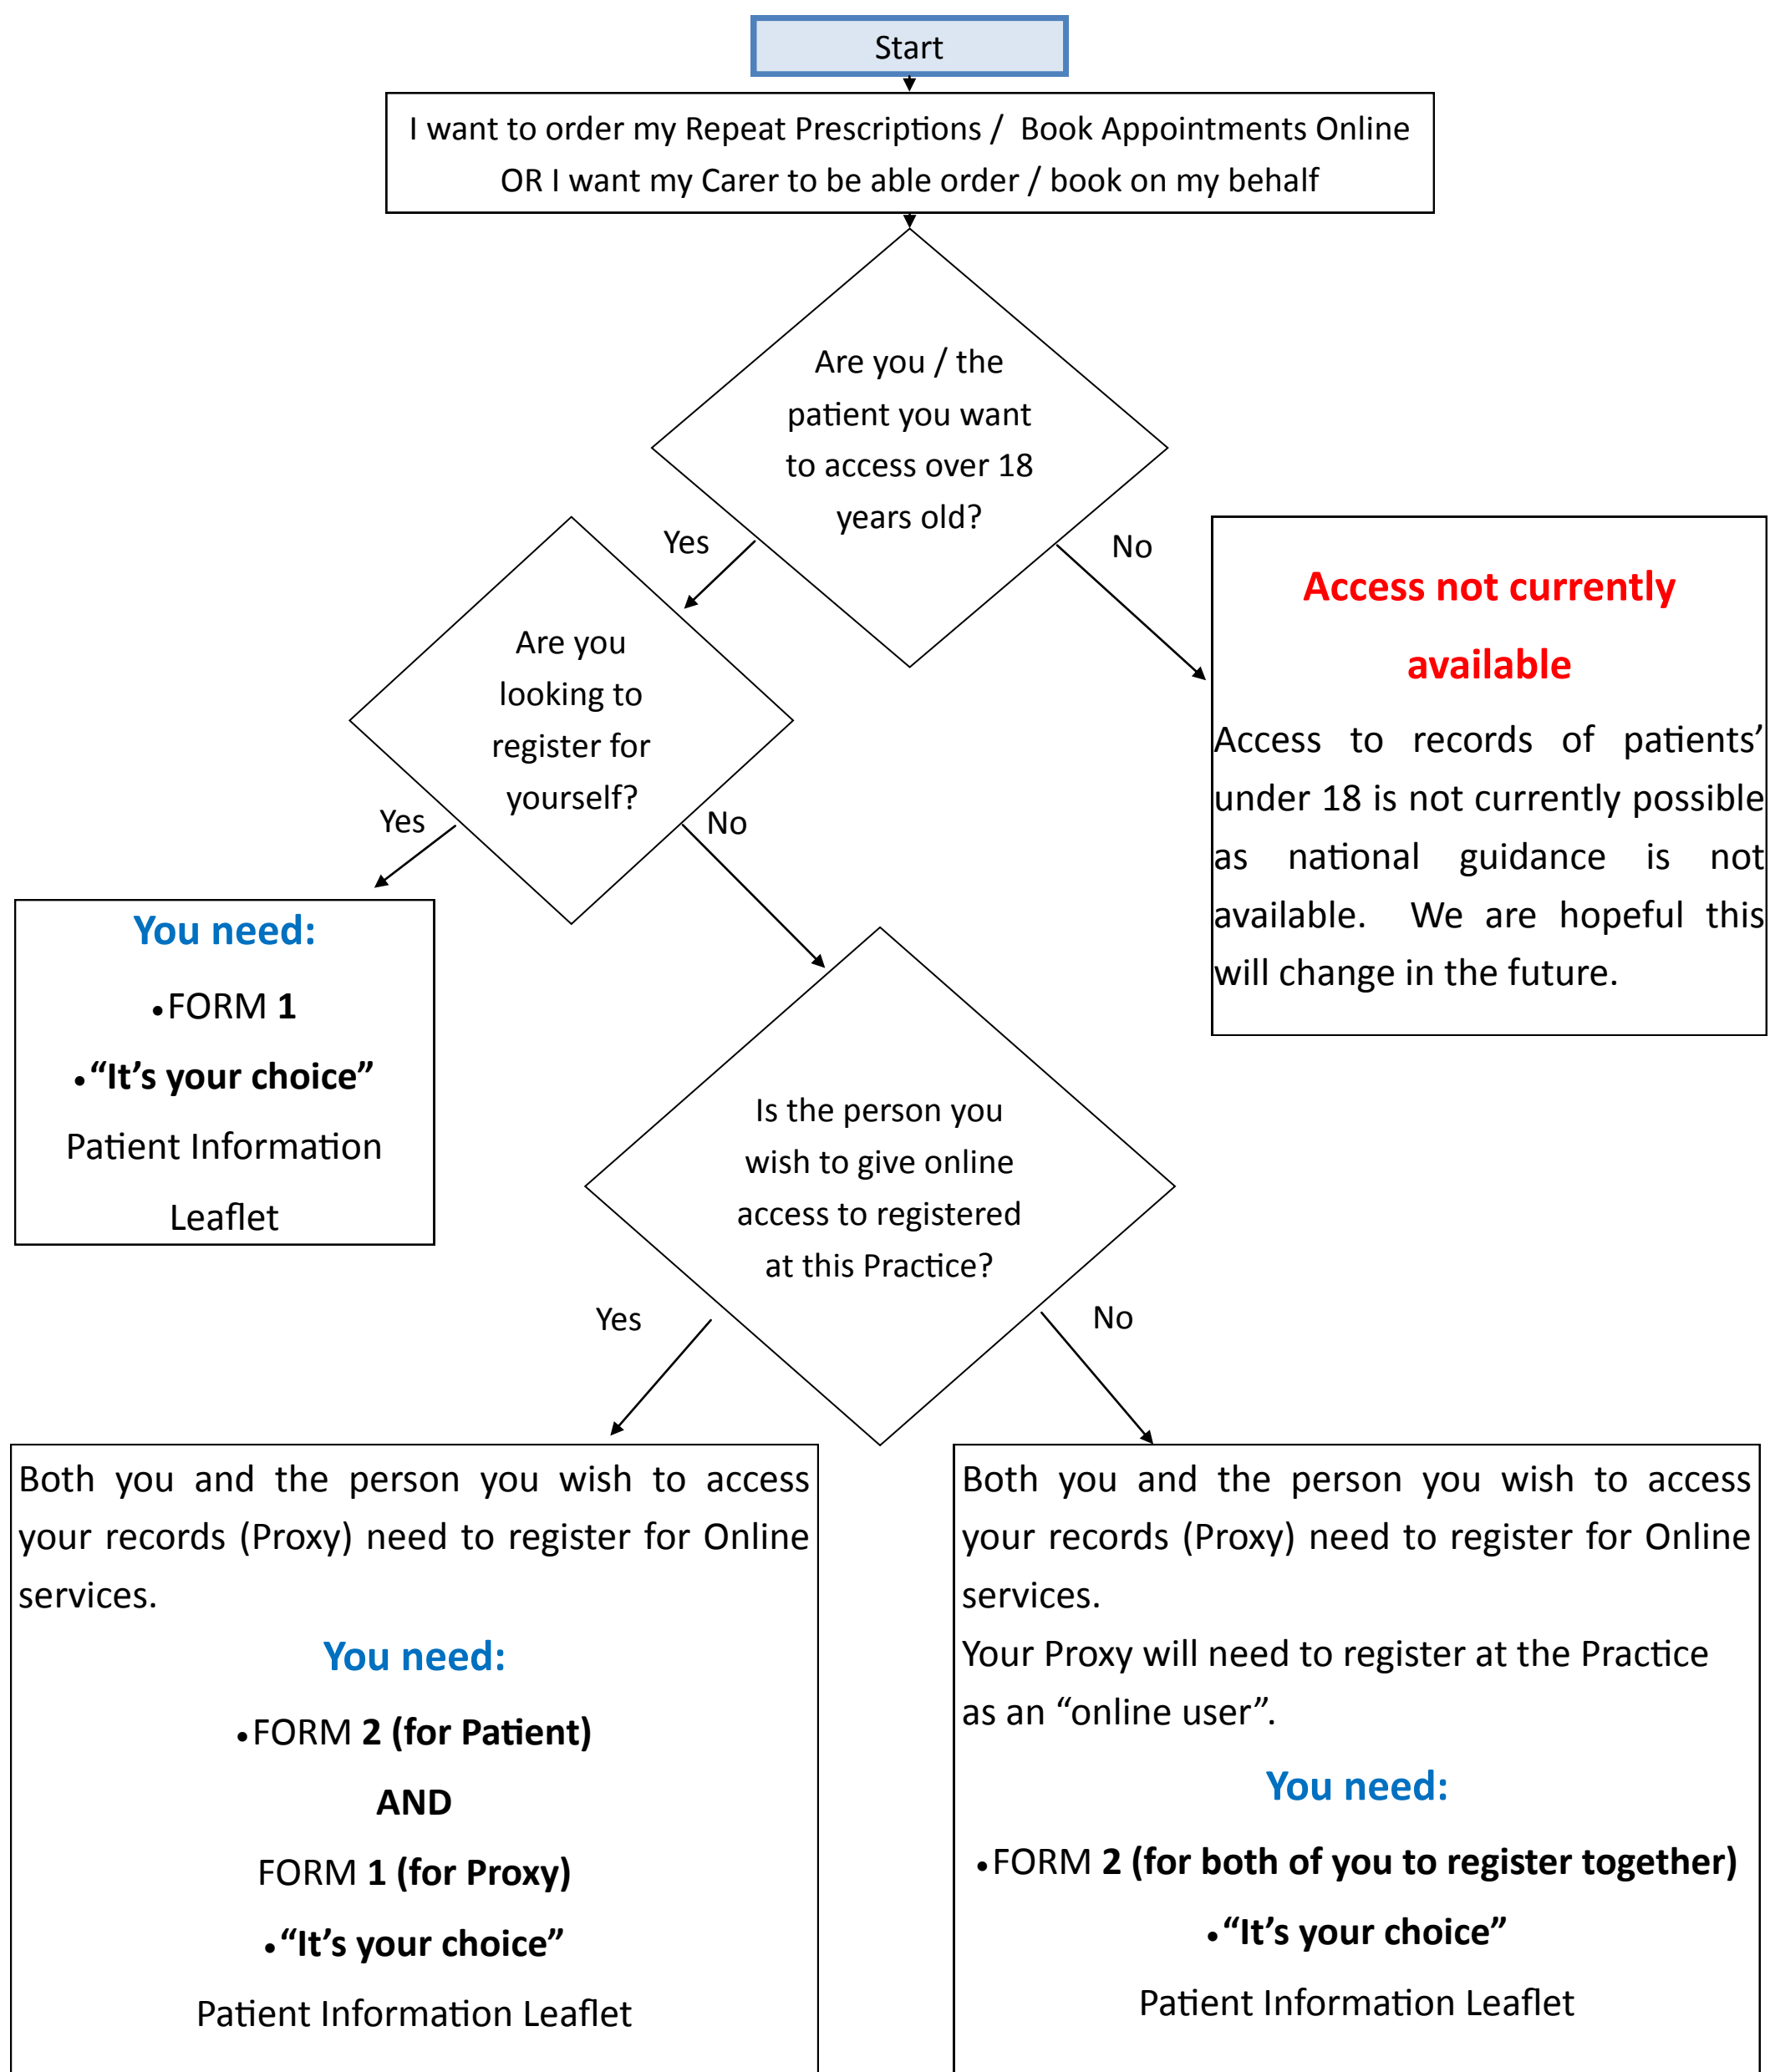 Start
I want to order my Repeat Prescriptions /  Book Appointments Online
OR I want my Carer to be able order / book on my behalf
Are you / the
patient you want
to access over 18
years old?
Yes
No
Are you
looking to
register for
yourself?
Yes
No
Access not currently
available
Access to records of patients’
under 18 is not currently possible
as national guidance is not
available.  We are hopeful this
will change in the future.
You need:
•FORM 1
•“It’s your choice”
Patient Information
Leaflet
Is the person you
wish to give online
access to registered
at this Practice?
Yes
No
Both you and the person you wish to access
your records (Proxy) need to register for Online
services.
You need:
•FORM 2 (for Patient)
AND
FORM 1 (for Proxy)
•“It’s your choice”
Patient Information Leaflet
Both you and the person you wish to access
your records (Proxy) need to register for Online
services.
Your Proxy will need to register at the Practice
as an “online user”.
You need:
•FORM 2 (for both of you to register together)
•“It’s your choice”
Patient Information Leaflet